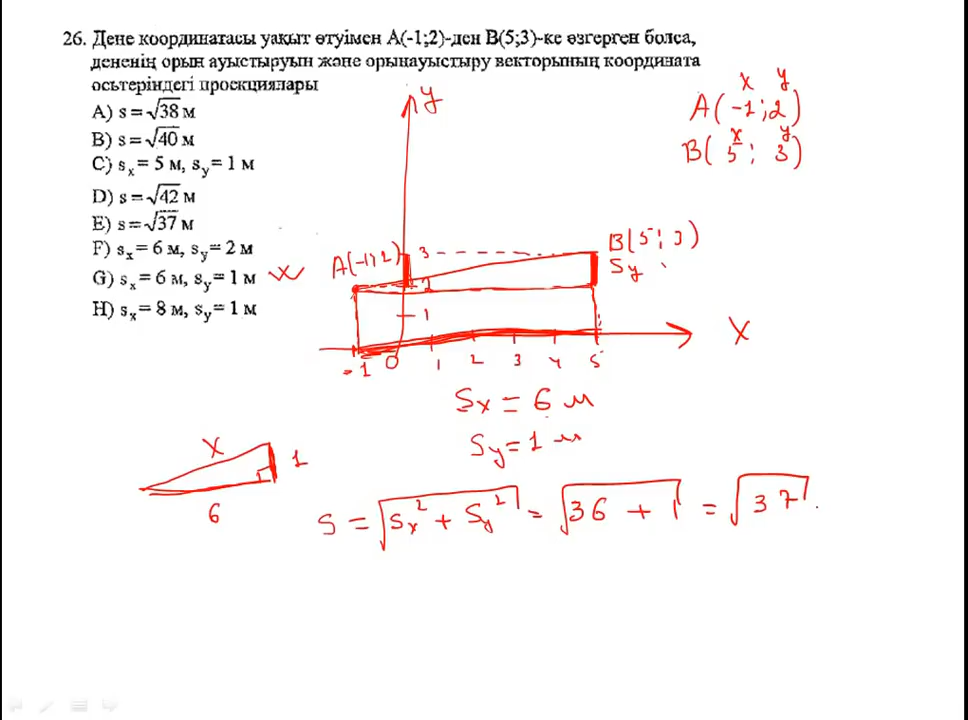 26. Дене координатасы уақыт өтуімен А(-1;2)-ден В(5;3)-ке өзгерген болса,
дененің орын ауыстыруын және орынауыстыру векторының координата
осьтеріндегі проекциялары
A) s = √38 м
B) s = √40 м
C) sx = 5 м, sy = 1 м
D) s = √42 м
E) s = √37 м
F) sx = 6 м, sy = 2 м
G) sx = 6 м, sy = 1 м
H) sx = 8 м, sy = 1 м
x y
A(-1;2)
x y
B(5;3)
y
A(-1;2) 3 B(5;3)
Sy
2
1
X
-1 0 1 2 3 4 5
Sx = 6 м
Sy = 1 м
X 1
6
S = √Sx² + Sy² = √36 + 1 = √37